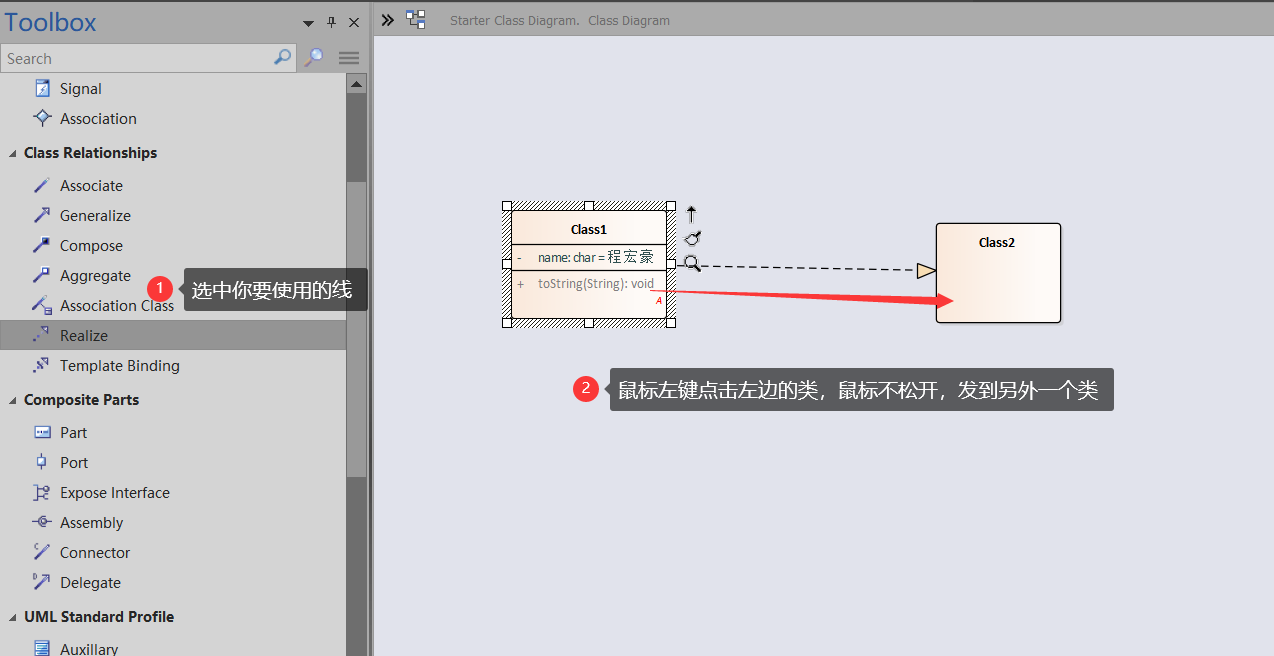 Toolbox
Search
Signal
Association
Class Relationships
Associate
Generalize
Compose
Aggregate
Association Class
Realize
Template Binding
Composite Parts
Part
Port
Expose Interface
Assembly
Connector
Delegate
UML Standard Profile
Auxillary
Starter Class Diagram. Class Diagram
Class1
- name: char = 程宏豪
+ toString(String): void
A
Class2
1 选中你要使用的线
2 鼠标左键点击左边的类，鼠标不松开，发到另外一个类